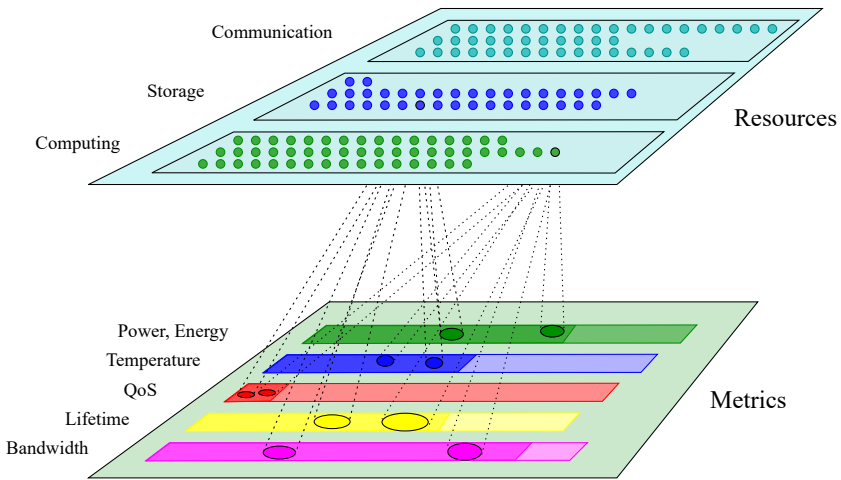 Communication
Storage
Computing
Resources
Power, Energy
Temperature
QoS
Lifetime
Bandwidth
Metrics